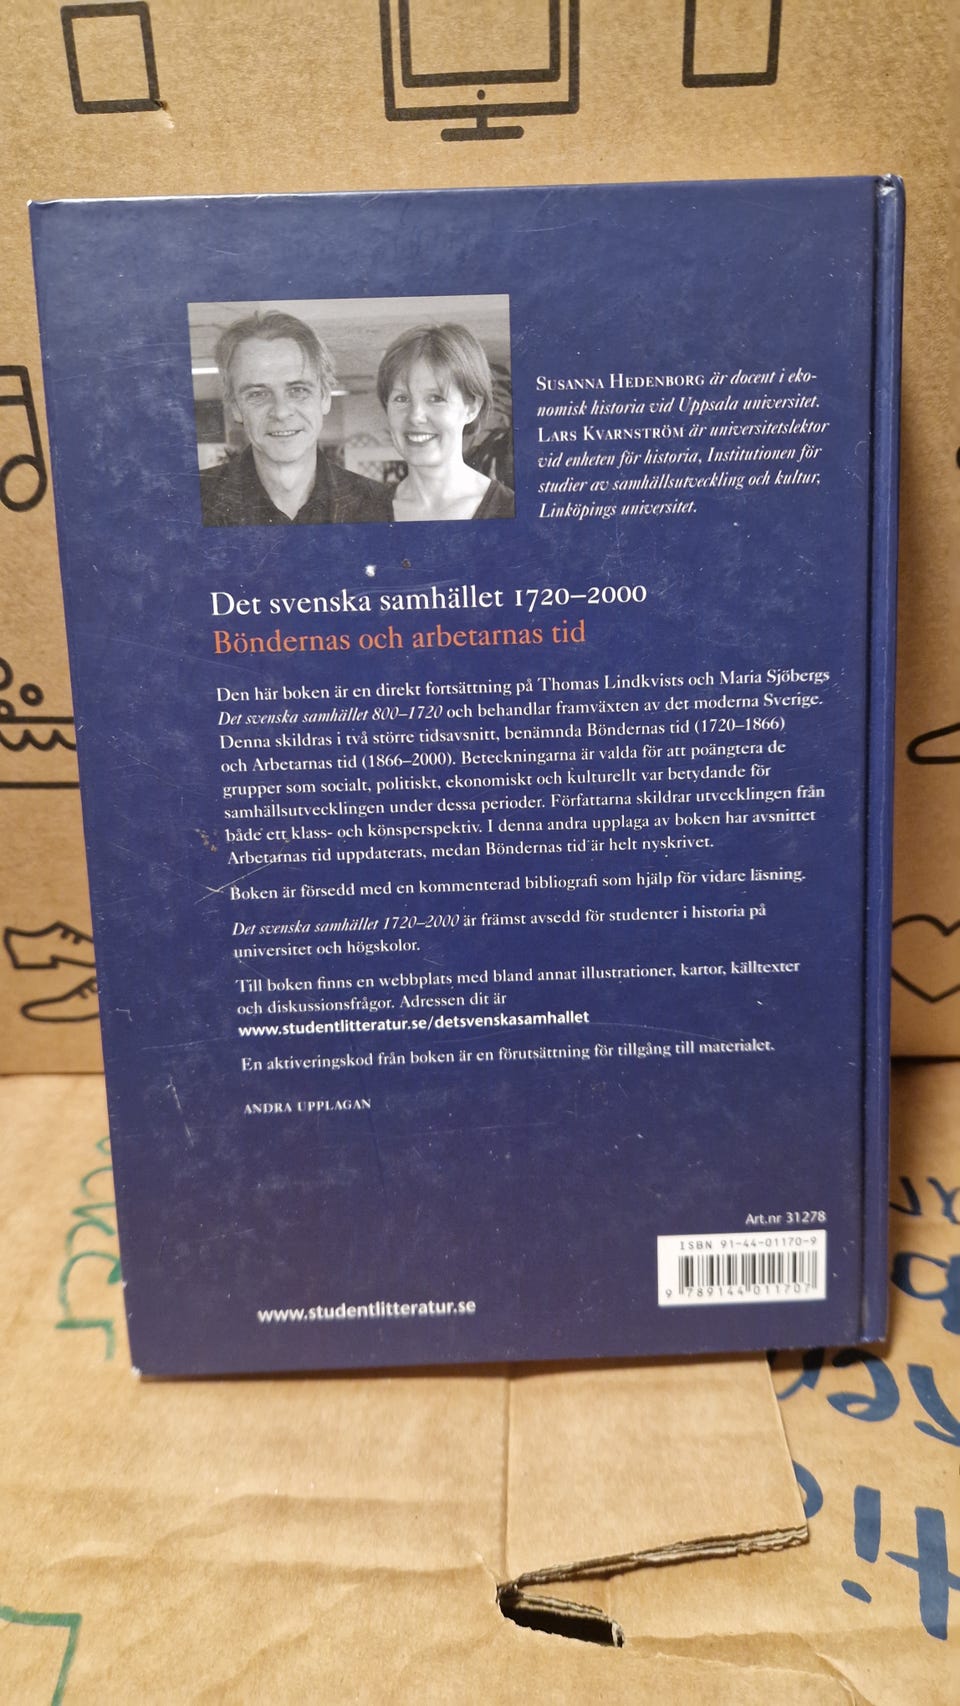 SUSANNA HEDENBORG är docent i eko-
nomisk historia vid Uppsala universitet.
LARS KVARNSTRÖM är universitetslektor
vid enheten för historia, Institutionen för
studier av samhällsutveckling och kultur,
Linköpings universitet.
Det svenska samhället 1720–2000
Böndernas och arbetarnas tid
Den här boken är en direkt fortsättning på Thomas Lindkvists och Maria Sjöbergs
Det svenska samhället 800–1720 och behandlar framväxten av det moderna Sverige.
Denna skildras i två större tidsavsnitt, benämnda Böndernas tid (1720–1866)
och Arbetarnas tid (1866–2000). Beteckningarna är valda för att poängtera de
grupper som socialt, politiskt, ekonomiskt och kulturellt var betydande för
samhällsutvecklingen under dessa perioder. Författarna skildrar utvecklingen från
både ett klass- och könsperspektiv. I denna andra upplaga av boken har avsnittet
Arbetarnas tid uppdaterats, medan Böndernas tid är helt nyskrivet.
Boken är försedd med en kommenterad bibliografi som hjälp för vidare läsning.
Det svenska samhället 1720–2000 är främst avsedd för studenter i historia på
universitet och högskolor.
Till boken finns en webbplats med bland annat illustrationer, kartor, källtexter
och diskussionsfrågor. Adressen dit är
www.studentlitteratur.se/detsvenskasamhallet
En aktiveringskod från boken är en förutsättning för tillgång till materialet.
ANDRA UPPLAGAN
Art.nr 31278
ISBN 91-44-01170-9
9 789144 011707
www.studentlitteratur.se